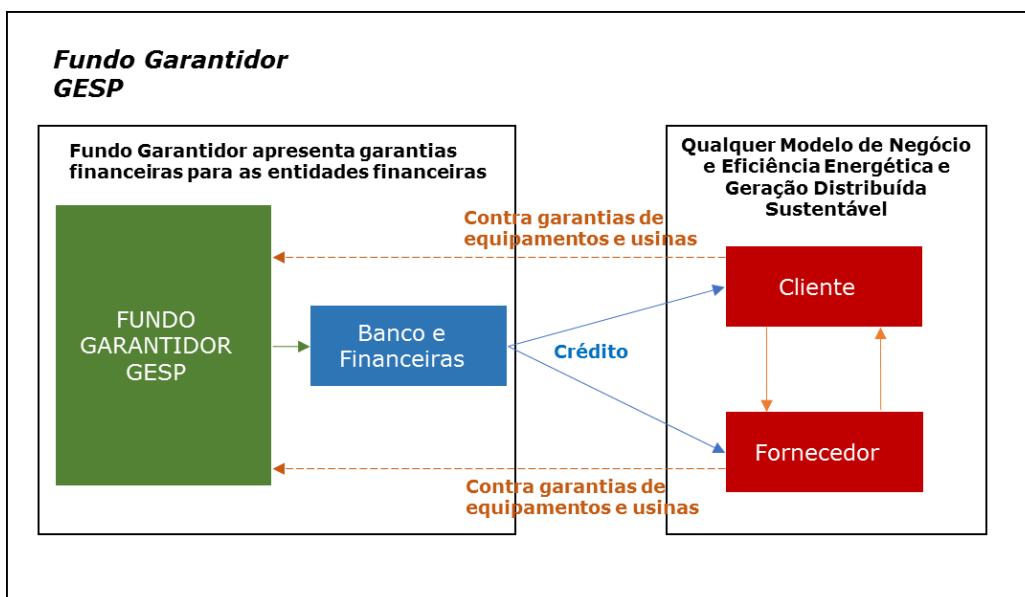 Fundo Garantidor
GESP
Fundo Garantidor apresenta garantias
financeiras para as entidades financeiras
Qualquer Modelo de Negócio
e Eficiência Energética e
Geração Distribuída
Sustentável
Contra garantias de
equipamentos e usinas
FUNDO
GARANTIDOR
GESP
Banco e
Financeiras
Crédito
Cliente
Fornecedor
Contra garantias de
equipamentos e usinas